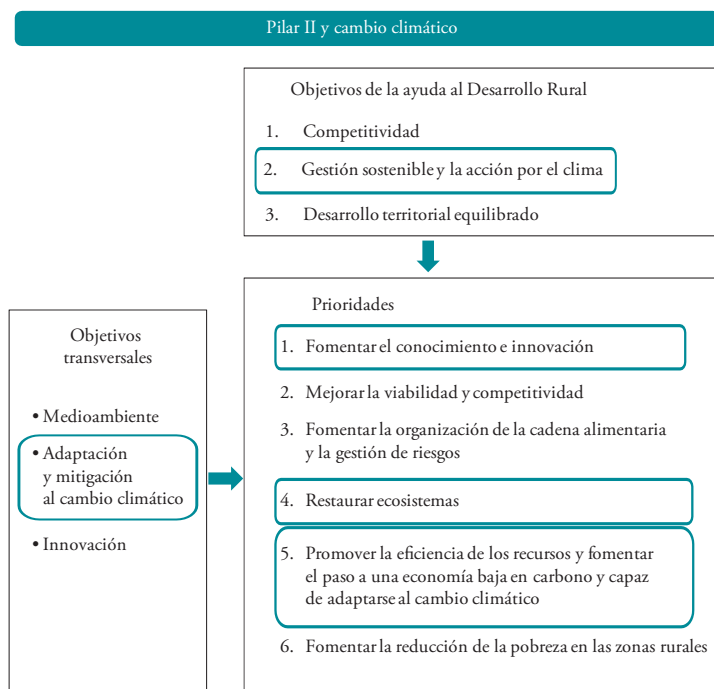 Pilar II y cambio climático
Objetivos de la ayuda al Desarrollo Rural
1. Competitividad
2. Gestión sostenible y la acción por el clima
3. Desarrollo territorial equilibrado
Objetivos
transversales
• Medioambiente
• Adaptación
y mitigación
al cambio climático
• Innovación
Prioridades
1. Fomentar el conocimiento e innovación
2. Mejorar la viabilidad y competitividad
3. Fomentar la organización de la cadena alimentaria
y la gestión de riesgos
4. Restaurar ecosistemas
5. Promover la eficiencia de los recursos y fomentar
el paso a una economía baja en carbono y capaz
de adaptarse al cambio climático
6. Fomentar la reducción de la pobreza en las zonas rurales